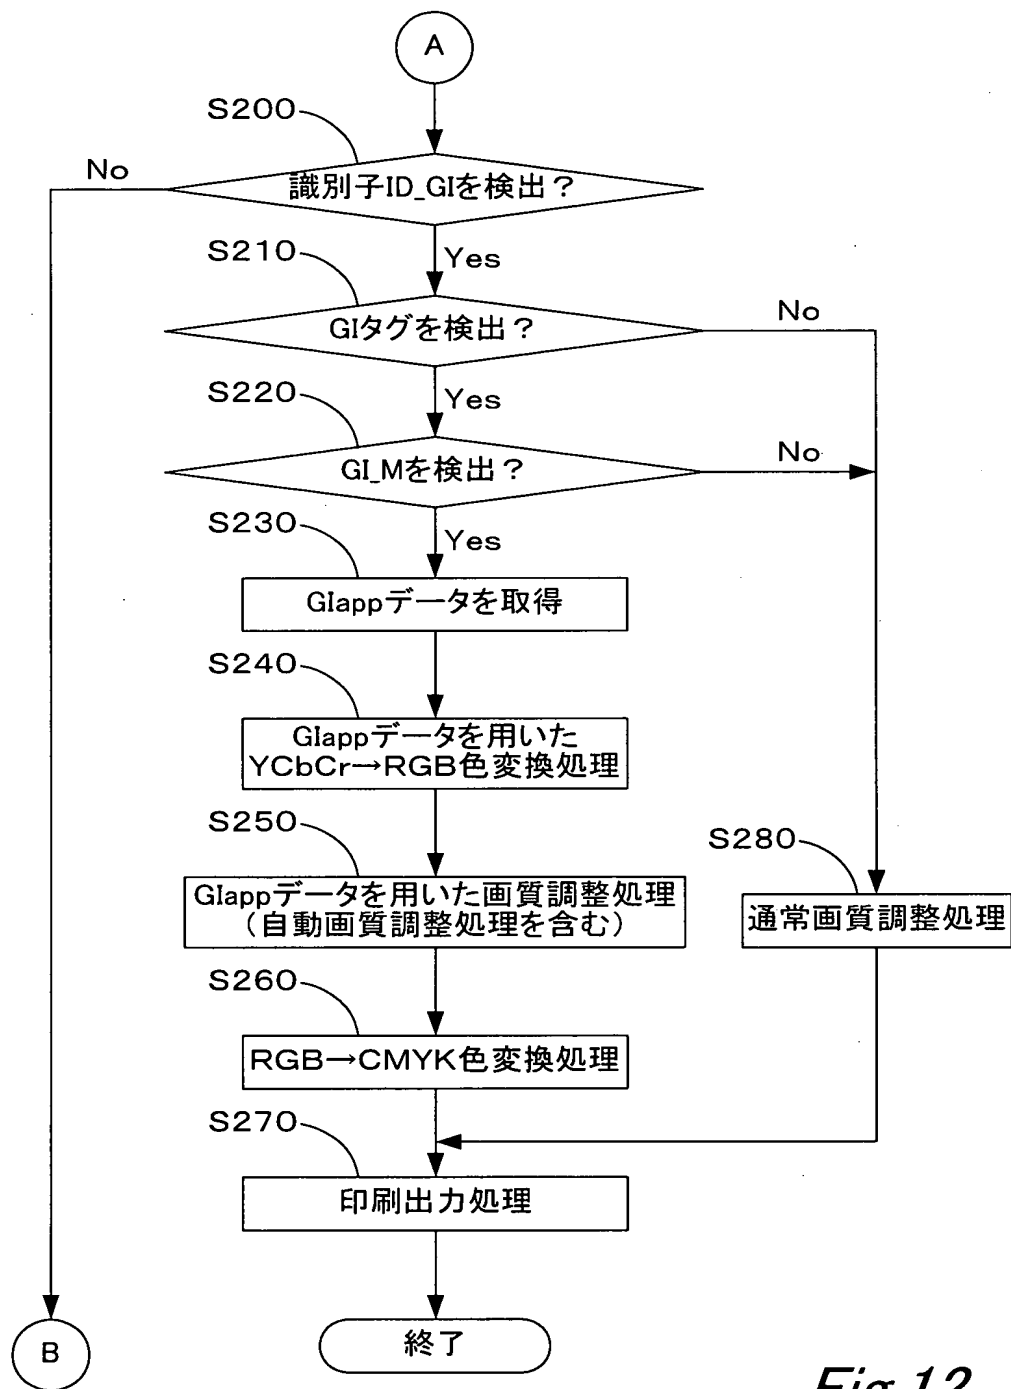 A
S200
No
識別子ID_GIを検出？
Yes
S210
GIタグを検出？
No
Yes
S220
GI_Mを検出？
No
Yes
S230
GIappデータを取得
S240
GIappデータを用いた
YCbCr→RGB色変換処理
S250
GIappデータを用いた画質調整処理
（自動画質調整処理を含む）
S280
通常画質調整処理
S260
RGB→CMYK色変換処理
S270
印刷出力処理
B
終了
Fig.12